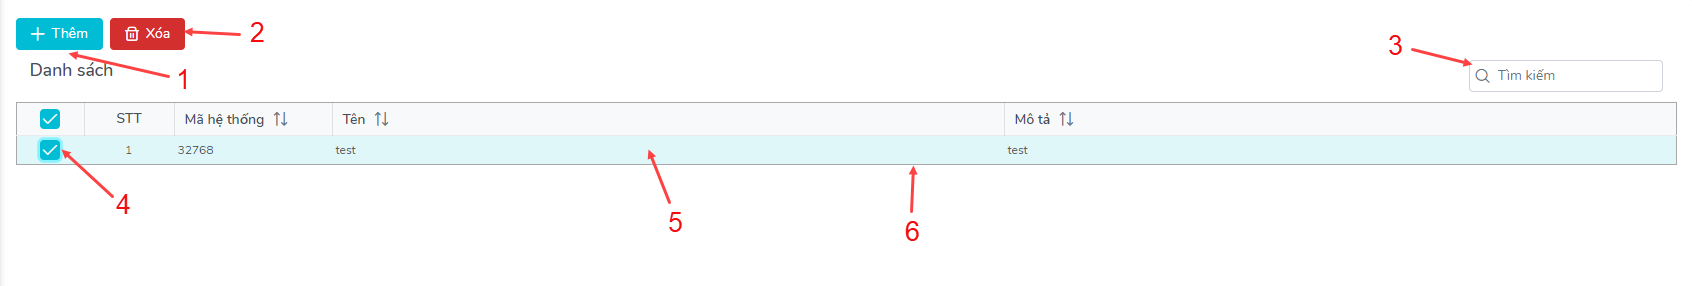 Thêm Xóa 2
Danh sách 1 3 Tìm kiếm
STT Mã hệ thống Tên Mô tả
1 32768 test test
4 5 6